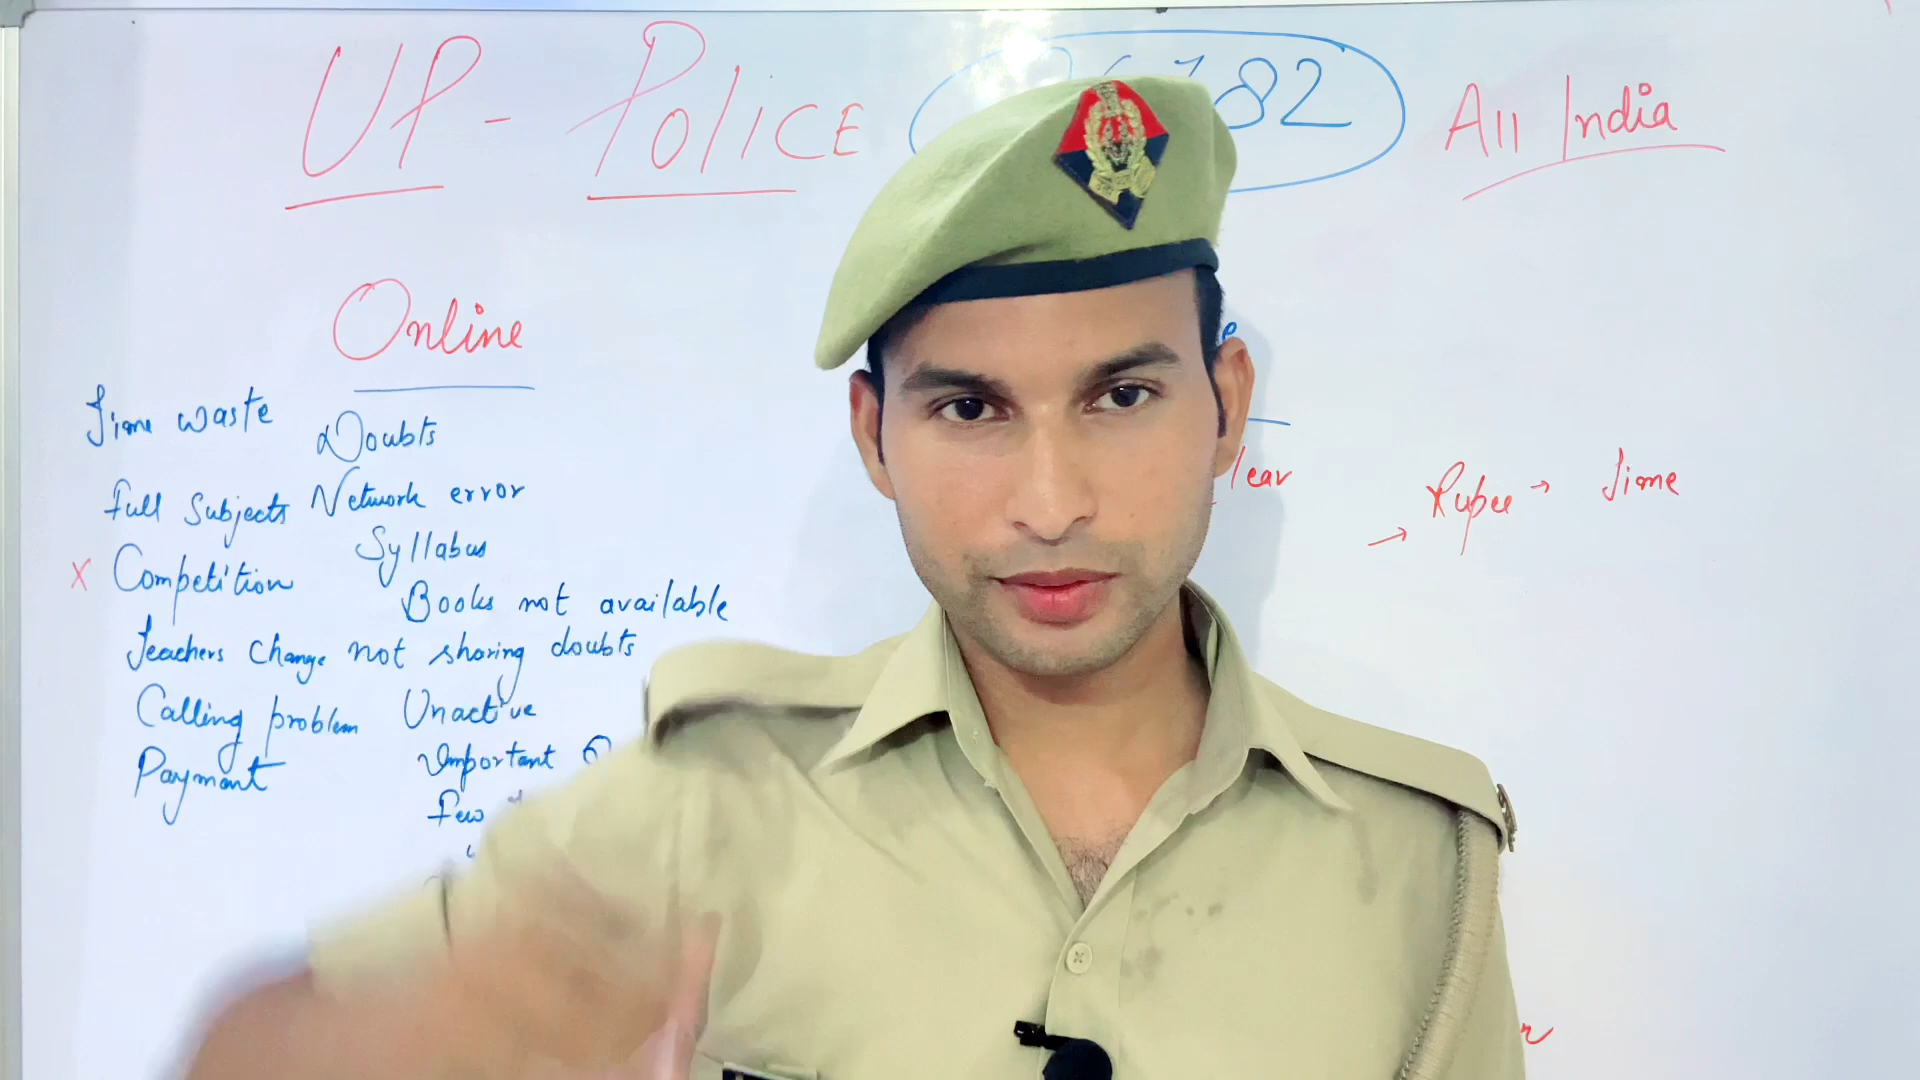 UP - POLICE 82 All India
Online
Time waste
Doubts
Full Subjects
Network error
Syllabus
x Competition
Books not available
Teachers Change not sharing doubts
Calling problem
Unactive
Payment
Important
Few
→ Rupee → Time